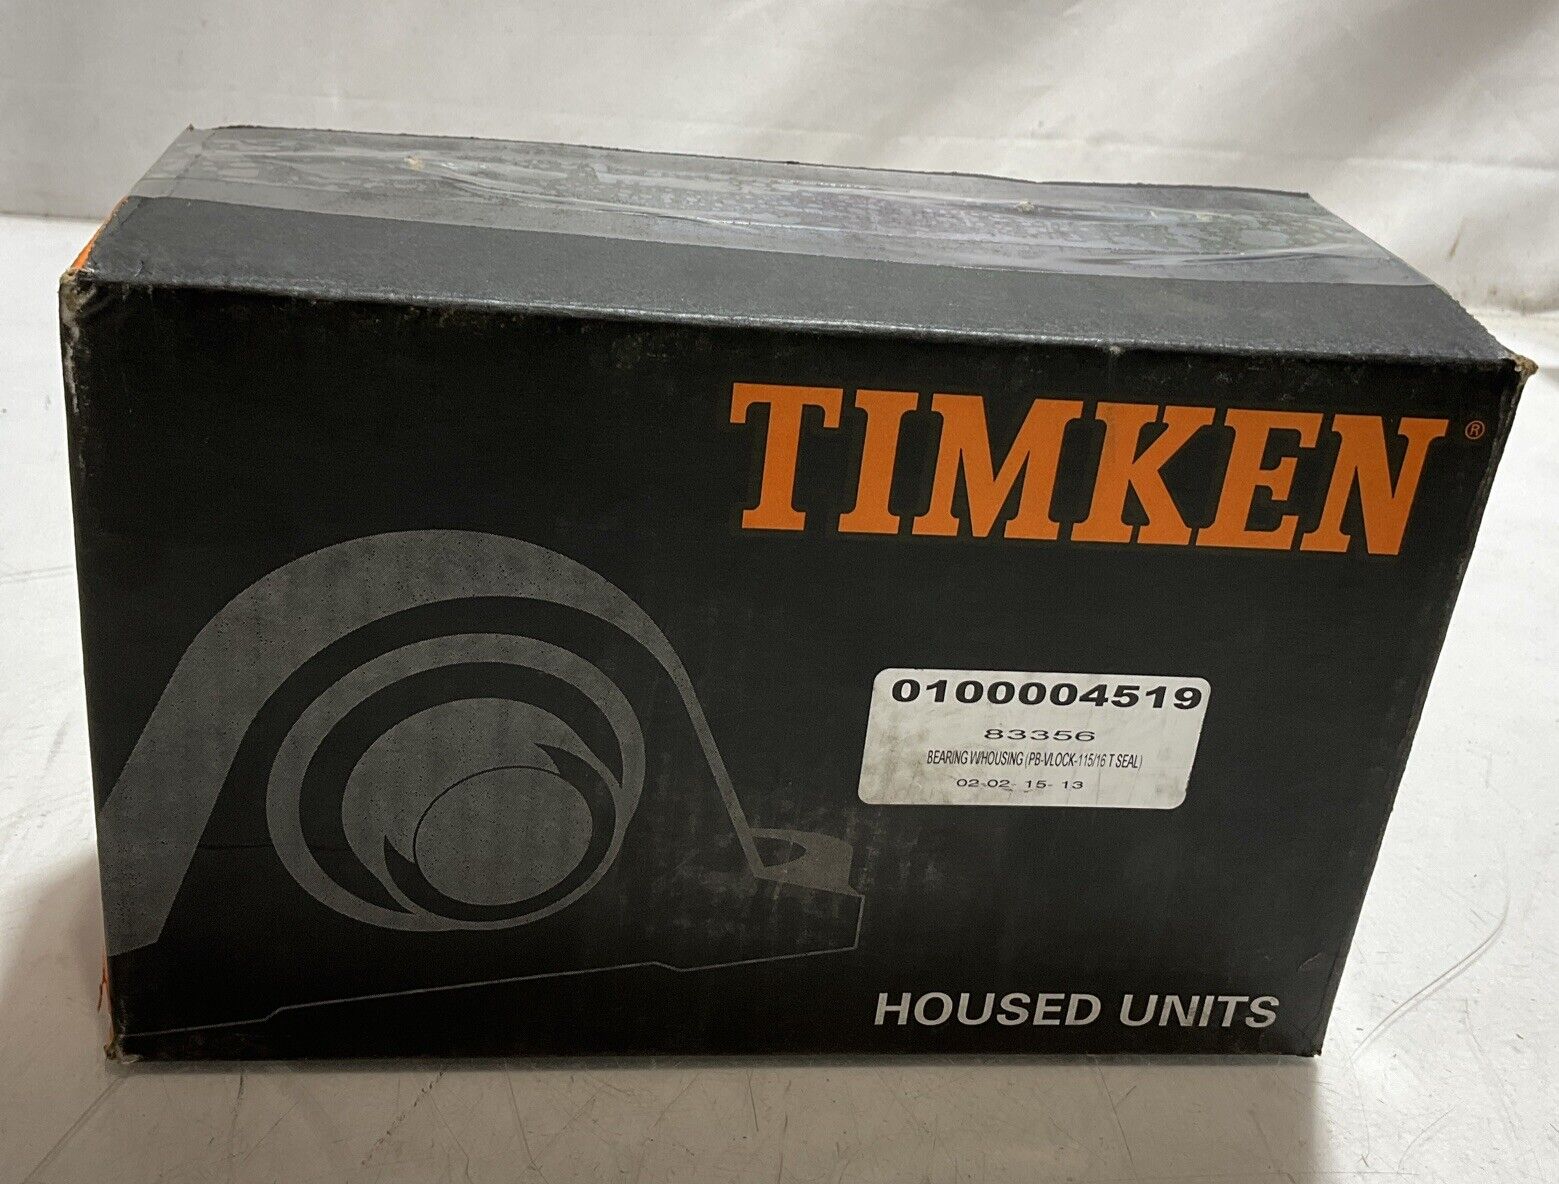 TIMKEN®
0100004519
83356
BEARING W/HOUSING (PB-VLOCK-115/16 T SEAL)
02-02- 15- 13
HOUSED UNITS